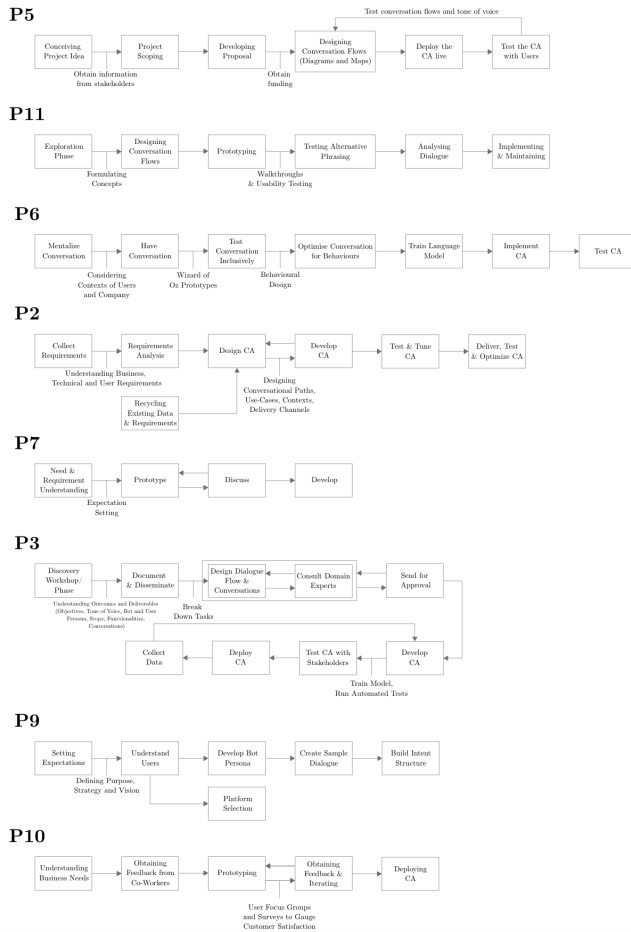 P5
Test conversation flows and tone of voice
Conceiving
Project Idea
Project
Scoping
Developing
Proposal
Designing
Conversation Flows
(Diagrams and Maps)
Deploy the
CA live
Test the CA
with Users
Obtain information
from stakeholders
Obtain
funding
P11
Exploration
Phase
Designing
Conversation
Flows
Prototyping
Testing Alternative
Phrasing
Analysing
Dialogue
Implementing
& Maintaining
Formulating
Concepts
Walkthroughs
& Usability Testing
P6
Mentalize
Conversation
Have
Conversation
Test
Conversation
Inclusively
Optimise Conversation
for Behaviours
Train Language
Model
Implement
CA
Test CA
Considering
Contexts of Users
and Company
Wizard of
Oz Prototypes
Behavioural
Design
P2
Collect
Requirements
Requirements
Analysis
Design CA
Develop
CA
Test & Tune
CA
Deliver, Test
& Optimize CA
Understanding Business,
Technical and User Requirements
Designing
Conversational Paths,
Use-Cases, Contexts,
Delivery Channels
Recycling
Existing Data
& Requirements
P7
Need &
Requirement
Understanding
Prototype
Discuss
Develop
Expectation
Setting
P3
Discovery
Workshop/
Phase
Document
& Disseminate
Design Dialogue
Flow &
Conversations
Consult Domain
Experts
Send for
Approval
Understanding Outcomes and Deliverables
(Objectives, Tone of Voice, Bot and User
Persona, Scope, Functionalities,
Conversations)
Break
Down Tasks
Collect
Data
Deploy
CA
Test CA with
Stakeholders
Develop
CA
Train Model,
Run Automated Tests
P9
Setting
Expectations
Understand
Users
Develop Bot
Persona
Create Sample
Dialogue
Build Intent
Structure
Defining Purpose,
Strategy and Vision
Platform
Selection
P10
Understanding
Business Needs
Obtaining
Feedback from
Co-Workers
Prototyping
Obtaining
Feedback &
Iterating
Deploying
CA
User Focus Groups
and Surveys to Gauge
Customer Satisfaction